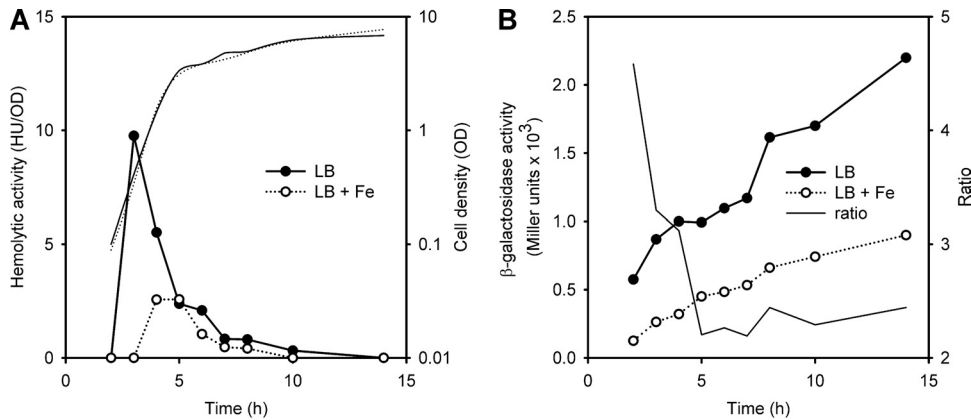 A
Hemolytic activity (HU/OD)
15
10
5
0
0
5
10
15
Time (h)
10
1
0.1
0.01
Cell density (OD)
LB
LB + Fe
B
β-galactosidase activity
(Miller units x 10³)
2.5
2.0
1.5
1.0
0.5
0.0
0
5
10
15
Time (h)
5
4
3
2
Ratio
LB
LB + Fe
ratio